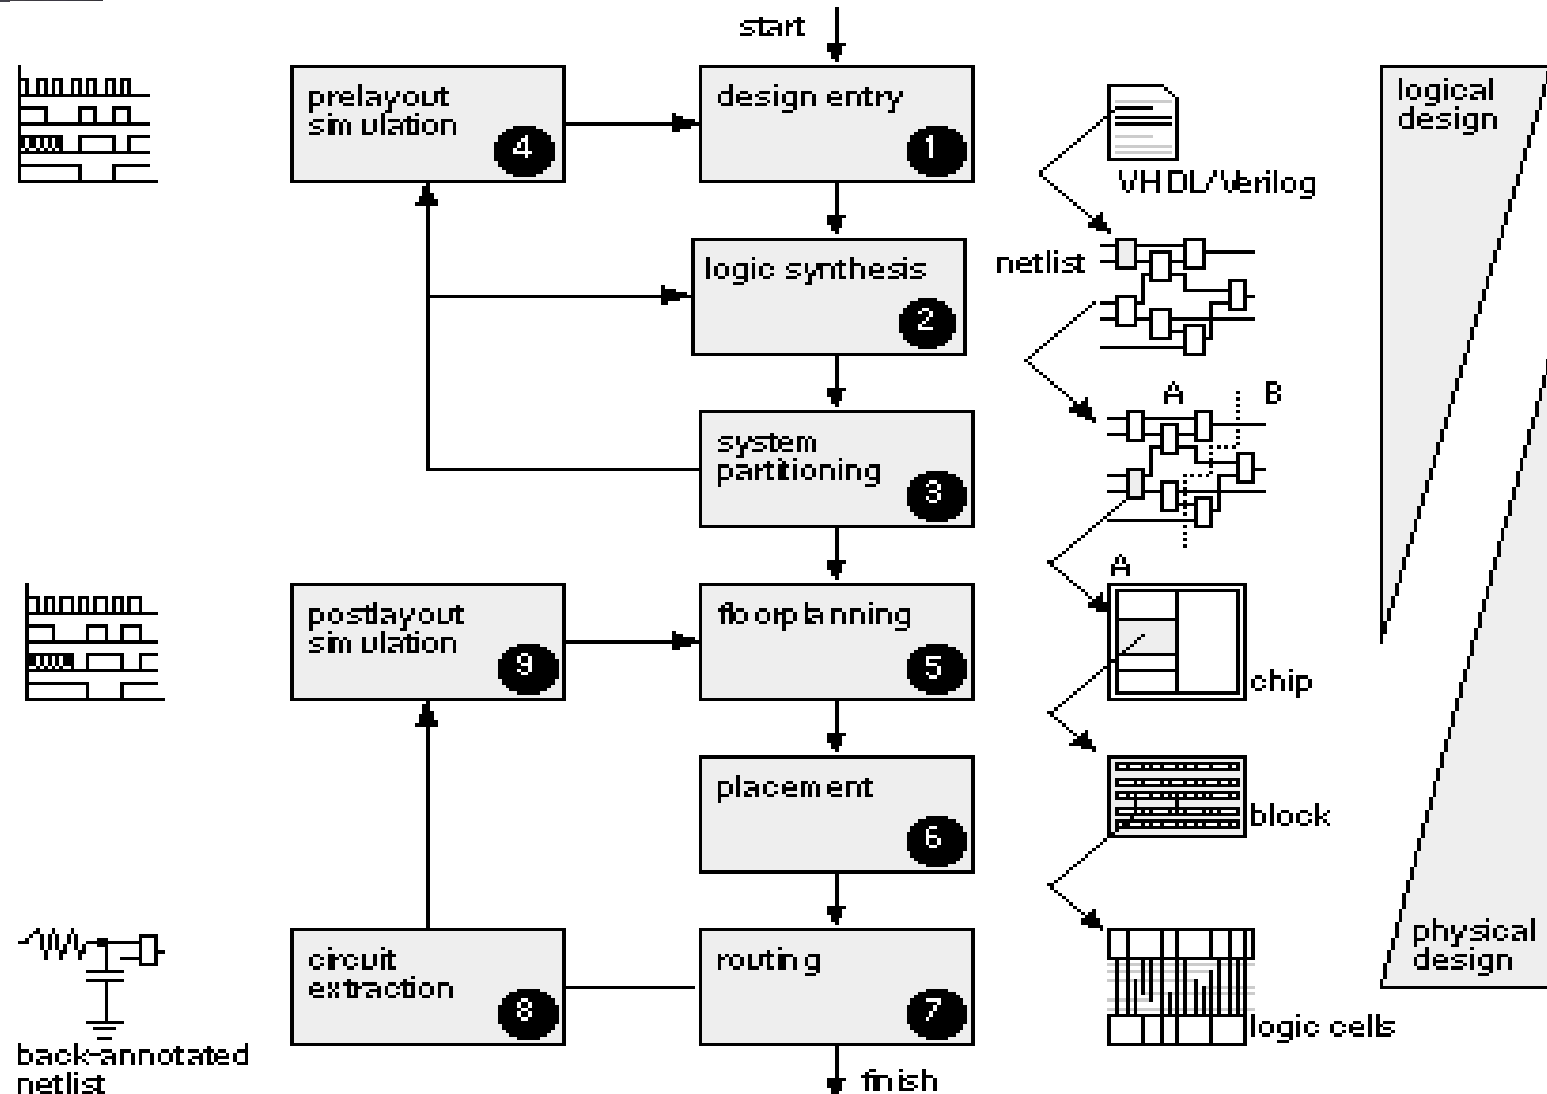 start
prelayout
simulation
4
design entry
1
VHDL/Verilog
logical
design
logic synthesis
2
netlist
system
partitioning
3
A
B
postlayout
simulation
9
floorplanning
5
A
chip
placement
6
block
circuit
extraction
8
routing
7
logic cells
physical
design
back-annotated
netlist
finish